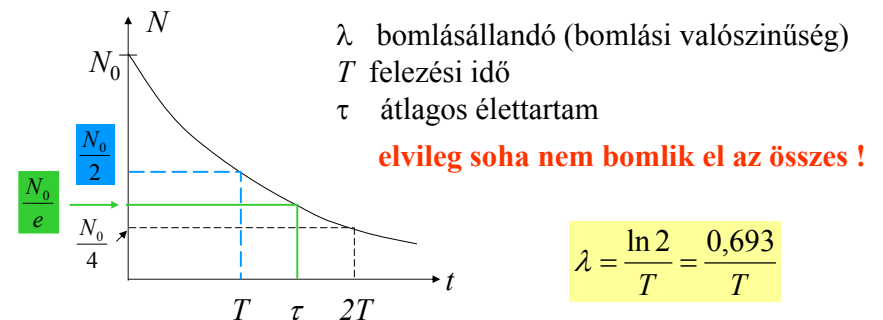 N
N₀
N₀/2
N₀/e
N₀/4
T τ 2T
t
λ bomlásállandó (bomlási valószinűség)
T felezési idő
τ átlagos élettartam
elvileg soha nem bomlik el az összes !
λ = ln 2/T = 0,693/T